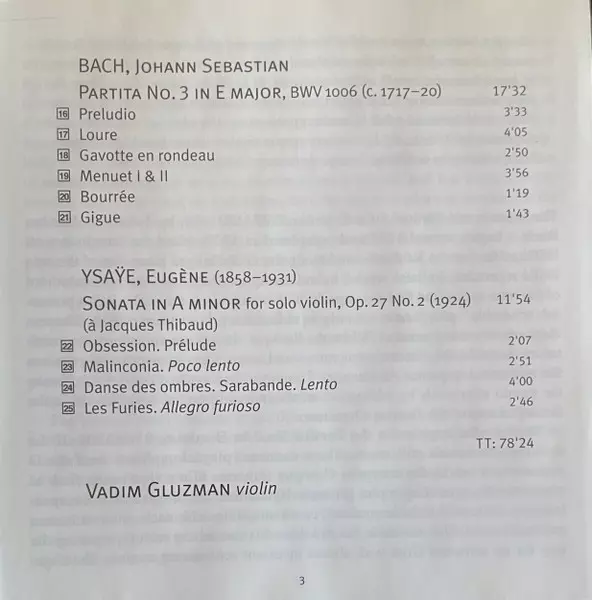 BACH, JOHANN SEBASTIAN
PARTITA NO. 3 IN E MAJOR, BWV 1006 (C. 1717–20) 17'32
16 Preludio 3'33
17 Loure 4'05
18 Gavotte en rondeau 2'50
19 Menuet I & II 3'56
20 Bourrée 1'19
21 Gigue 1'43
YSAŸE, EUGÈNE (1858–1931)
SONATA IN A MINOR for solo violin, Op. 27 No. 2 (1924) 11'54
(à Jacques Thibaud)
22 Obsession. Prélude 2'07
23 Malinconia. Poco lento 2'51
24 Danse des ombres. Sarabande. Lento 4'00
25 Les Furies. Allegro furioso 2'46
TT: 78'24
VADIM GLUZMAN violin
3